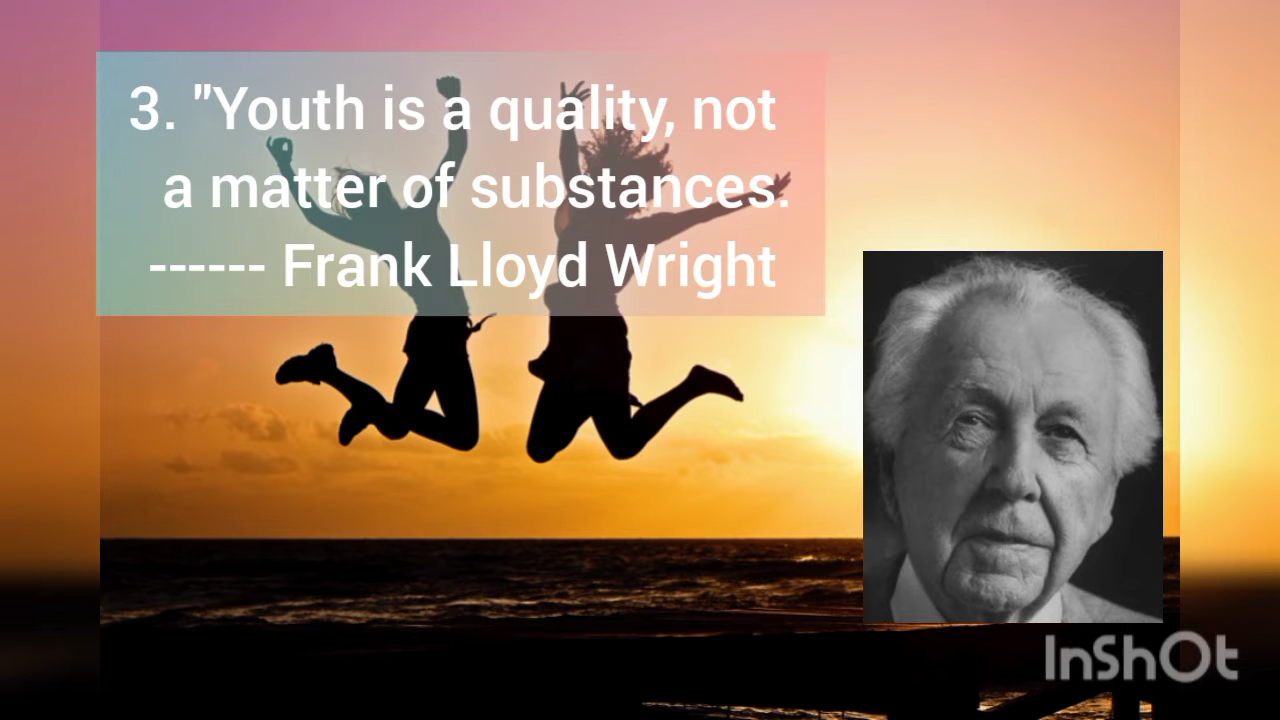 3. "Youth is a quality, not
a matter of substances.
------ Frank Lloyd Wright
InShOt